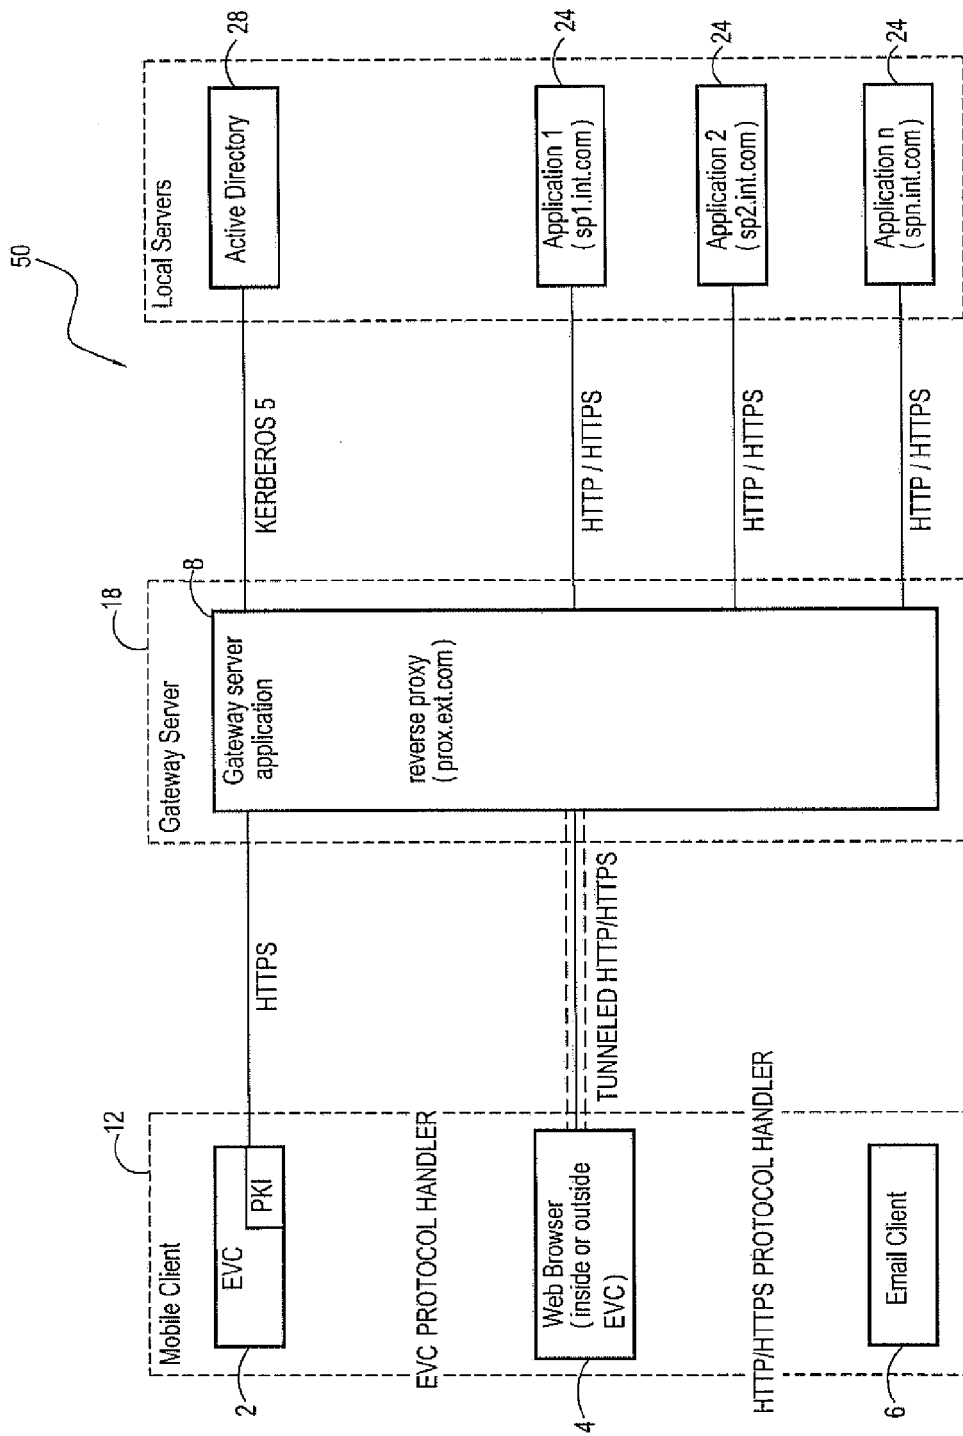 50
12
Mobile Client
EVC
PKI
2
EVC PROTOCOL HANDLER
Web Browser
(inside or outside
EVC)
4
HTTP/HTTPS PROTOCOL HANDLER
Email Client
6
HTTPS
TUNNELED HTTP/HTTPS
18
Gateway Server
8
Gateway server
application
reverse proxy
(prox.ext.com)
KERBEROS 5
HTTP / HTTPS
HTTP / HTTPS
HTTP / HTTPS
Local Servers
Active Directory
28
Application 1
(sp1.int.com)
24
Application 2
(sp2.int.com)
24
Application n
(spn.int.com)
24